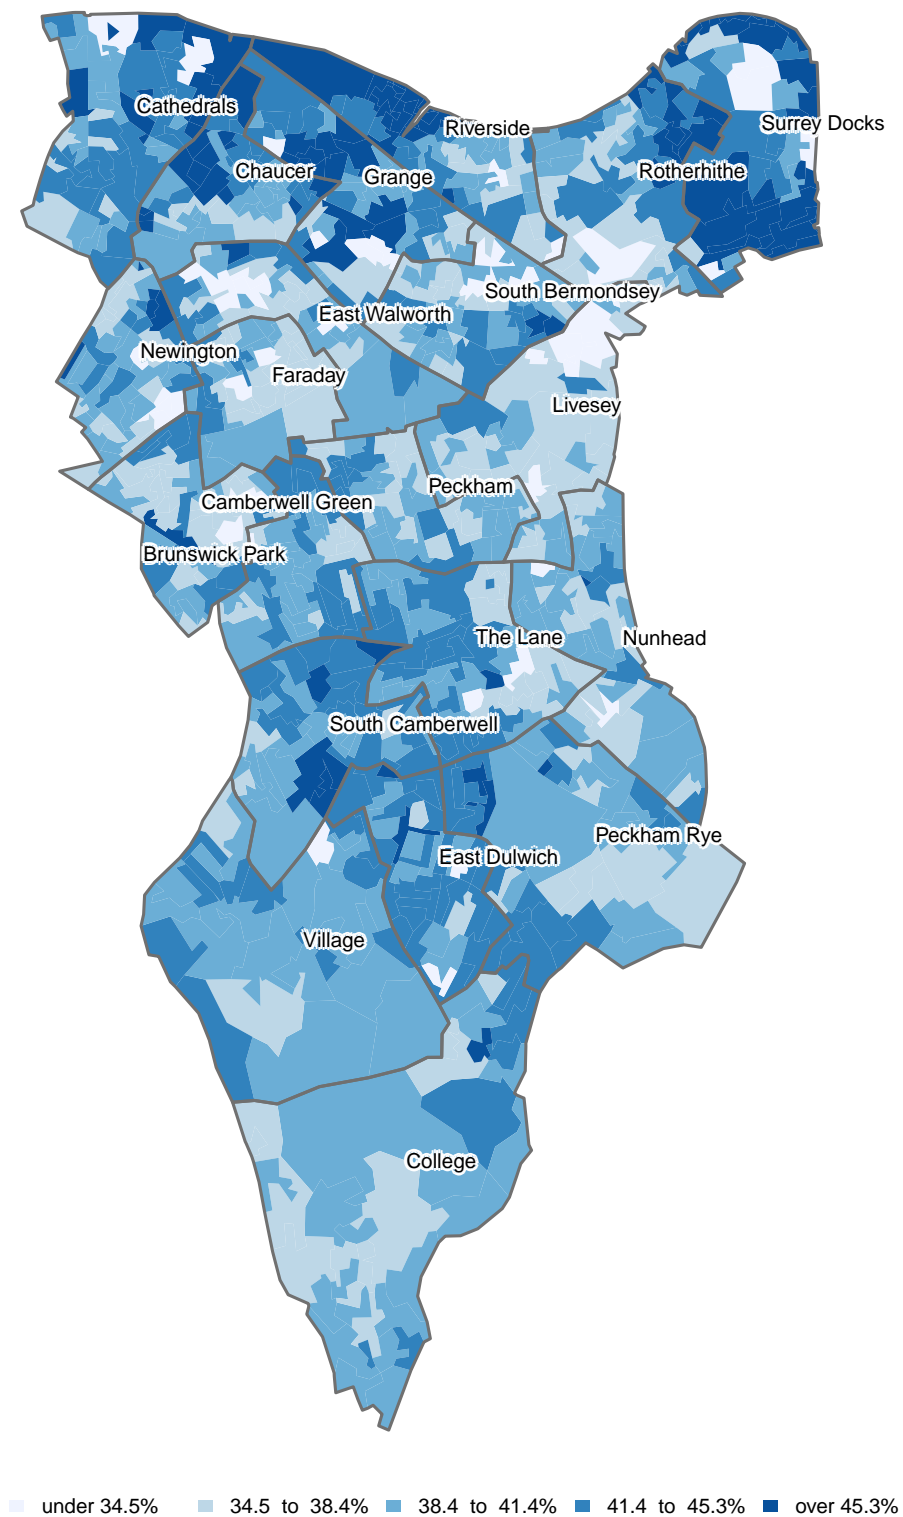 Cathedrals
Surrey Docks
Riverside
Chaucer
Rotherhithe
Grange
South Bermondsey
East Walworth
Newington
Faraday
Livesey
Peckham
Camberwell Green
Brunswick Park
The Lane
Nunhead
South Camberwell
Peckham Rye
East Dulwich
Village
College
under 34.5% 34.5 to 38.4% 38.4 to 41.4% 41.4 to 45.3% over 45.3%